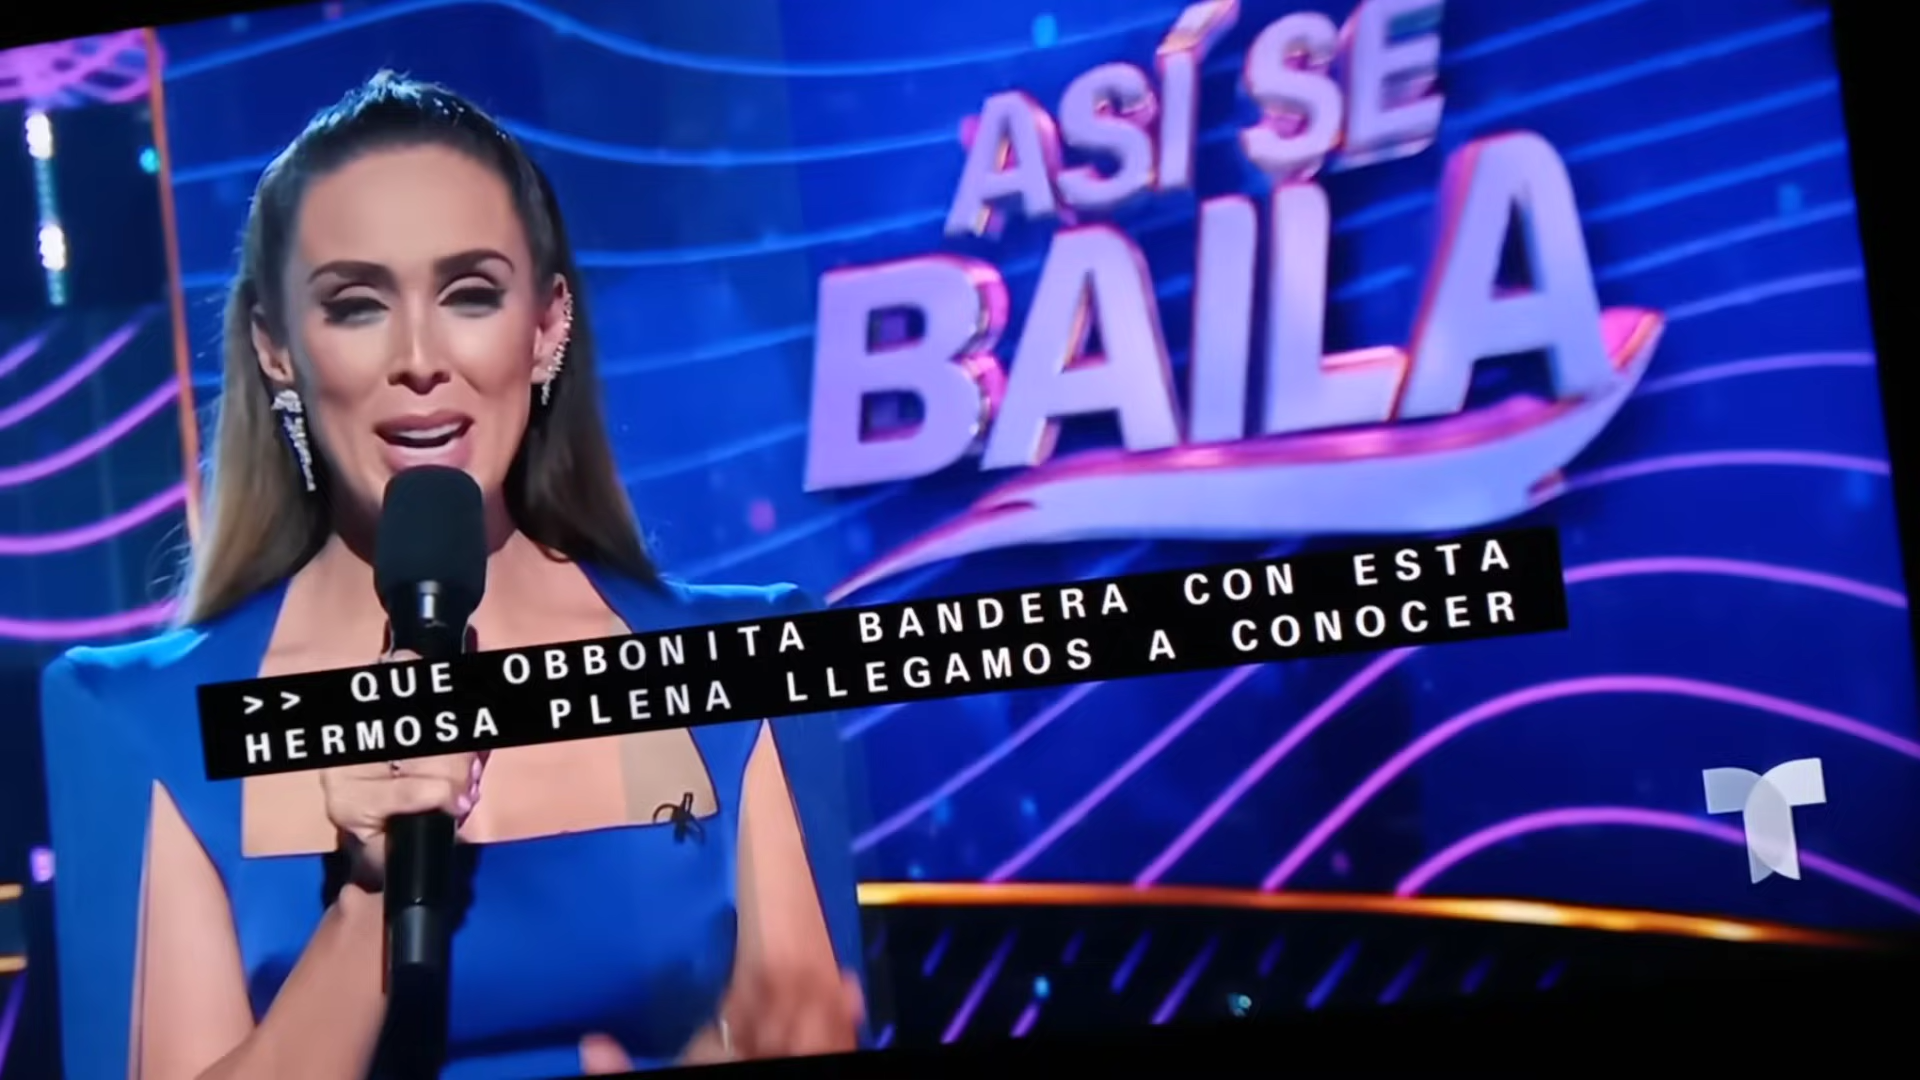 ASÍ SE
BAILA
>> QUE OBBONITA BANDERA CON ESTA
HERMOSA PLENA LLEGAMOS A CONOCER
T